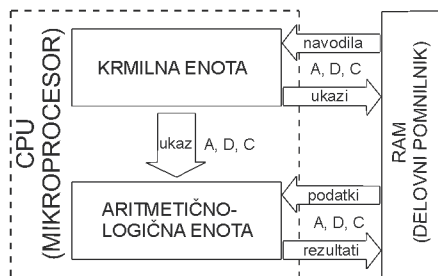 CPU
(MIKROPROCESOR)
KRMILNA ENOTA
navodila
A, D, C
ukazi
ukaz
A, D, C
ARITMETIČNO-
LOGIČNA ENOTA
podatki
A, D, C
rezultati
RAM
(DELOVNI POMNILNIK)